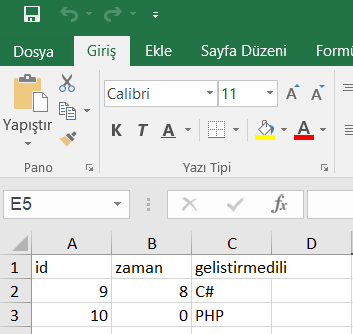 Dosya Giriş Ekle Sayfa Düzeni
Calibri 11 A A
Yapıştır K T A A
Pano Yazı Tipi
E5 fx
A B C D
1 id zaman gelistirmedili
2 9 8 C#
3 10 0 PHP